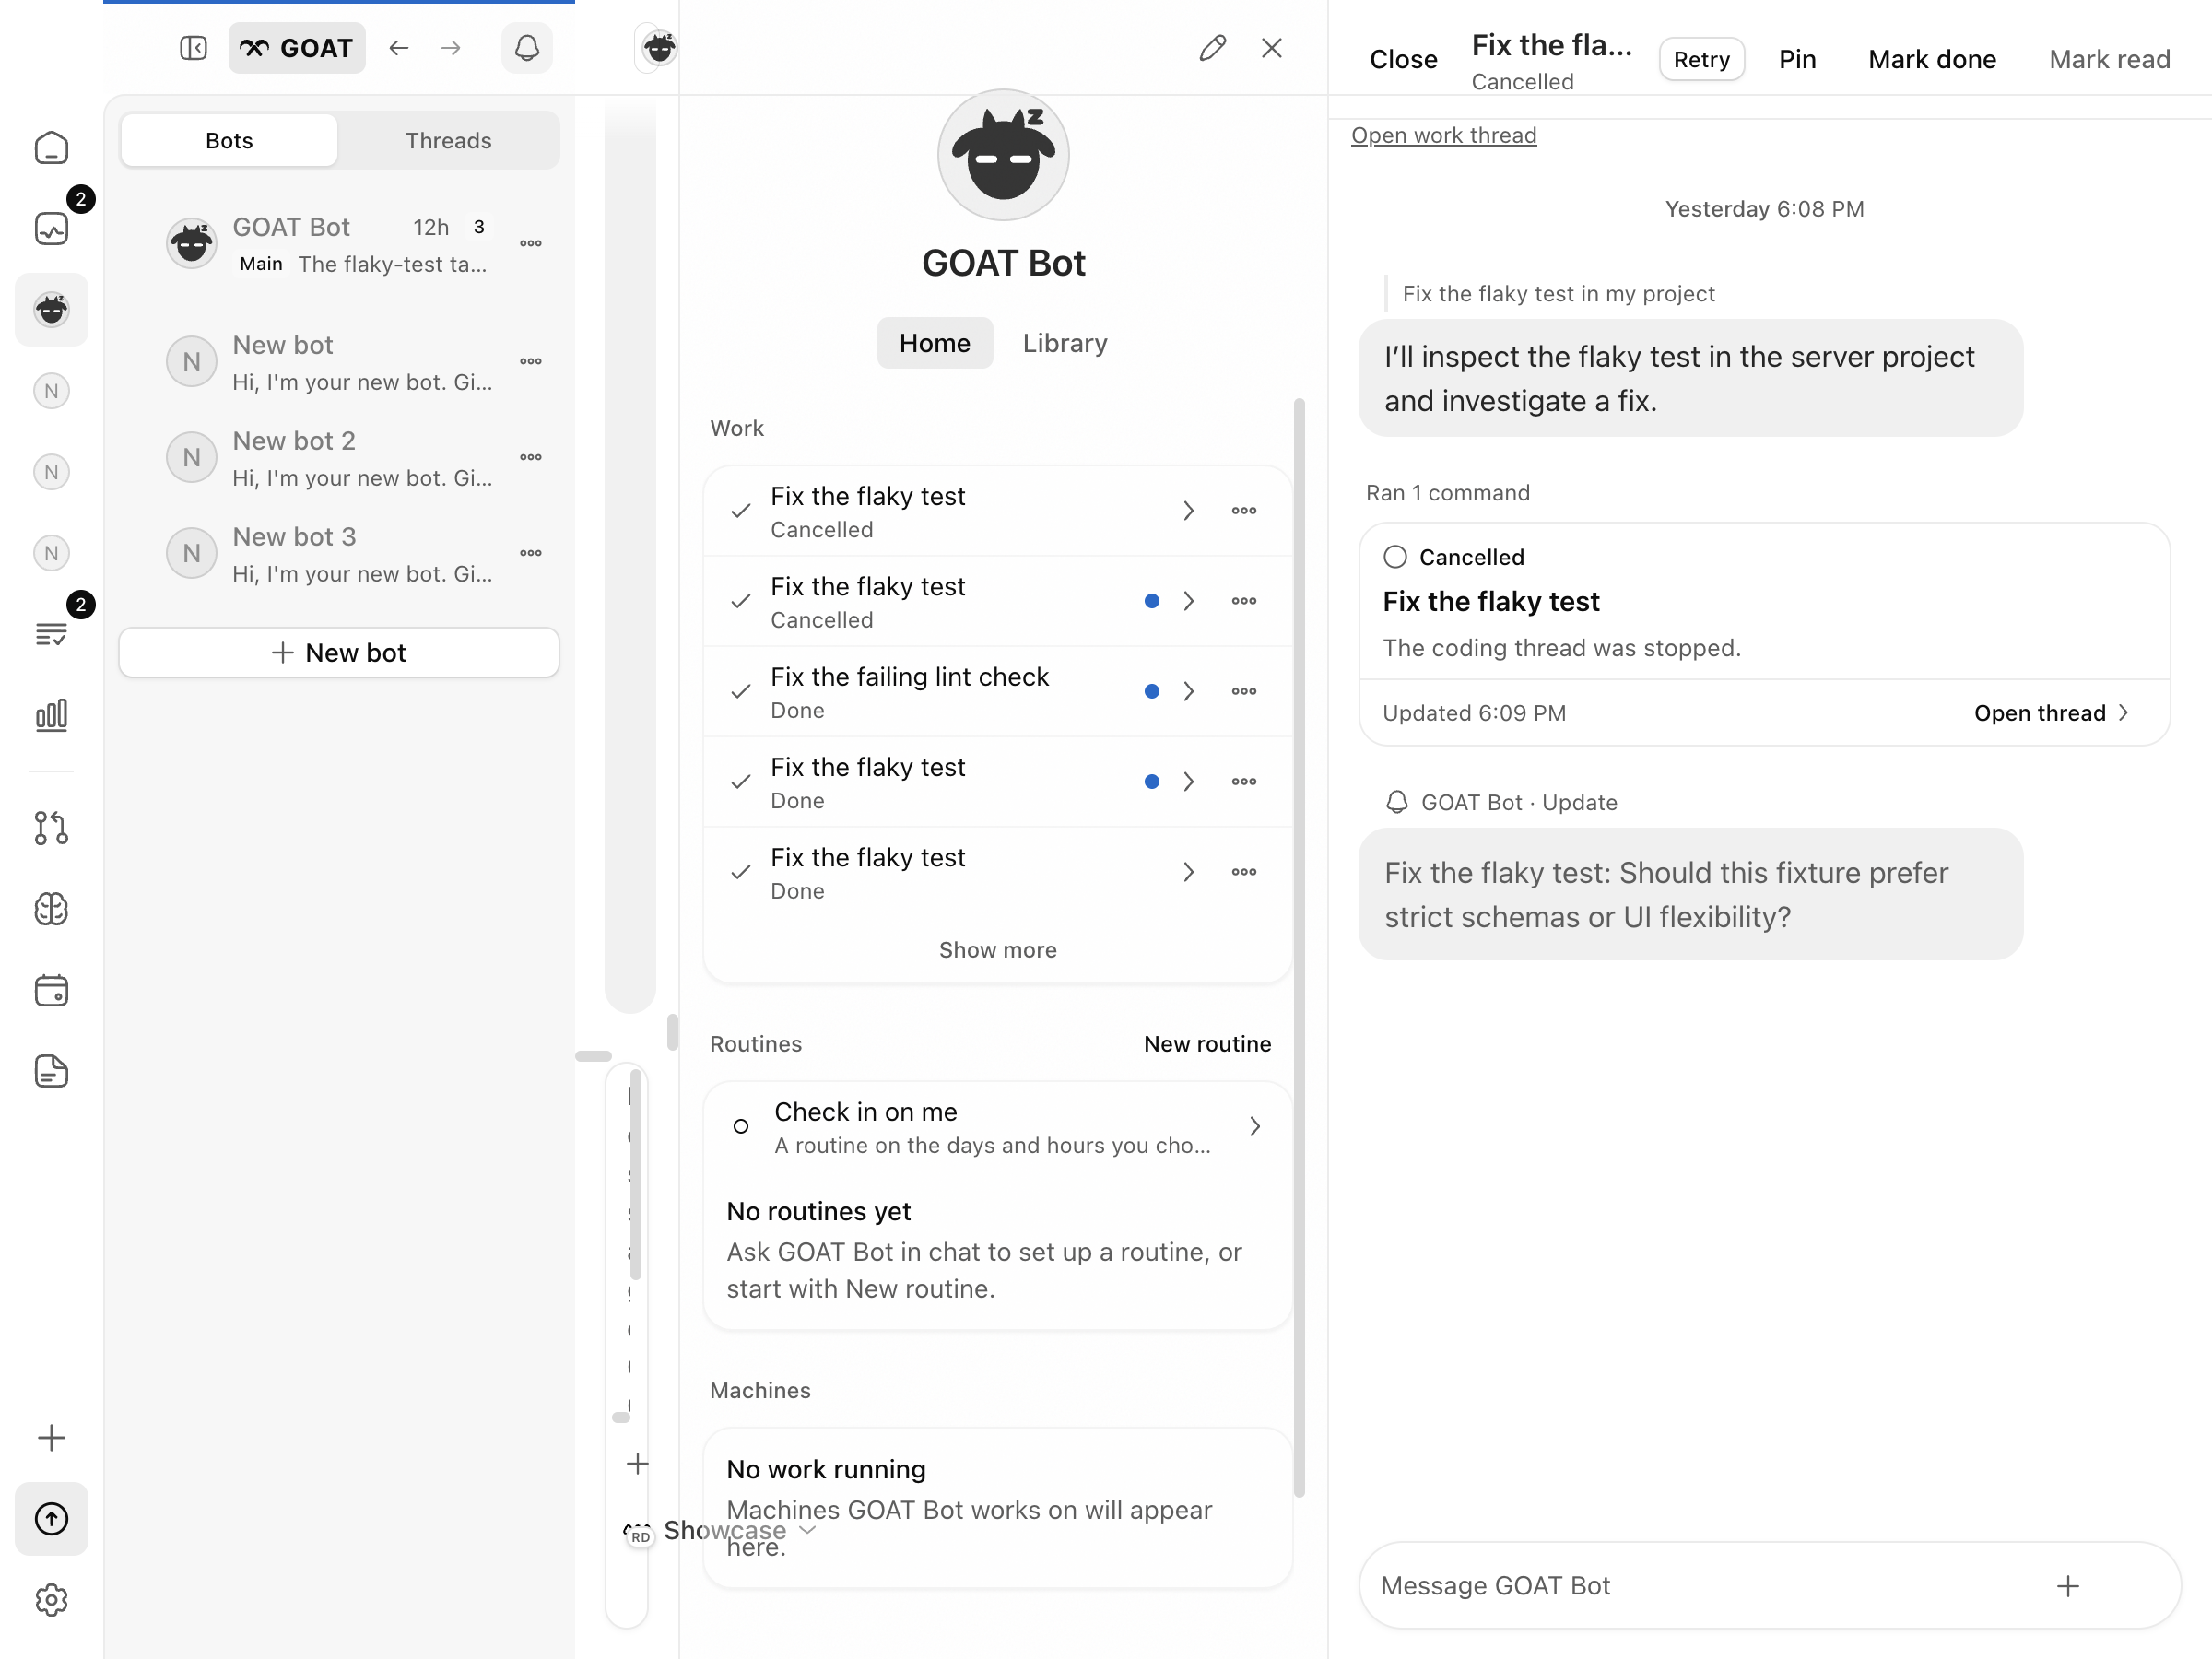 GOAT
Bots
Threads
2
GOAT Bot
12h
3
Main
The flaky-test ta...
N
New bot
Hi, I'm your new bot. Gi...
N
New bot 2
Hi, I'm your new bot. Gi...
N
New bot 3
Hi, I'm your new bot. Gi...
New bot
N
N
N
2
GOAT Bot
Home
Library
Work
Fix the flaky test
Cancelled
Fix the flaky test
Cancelled
Fix the failing lint check
Done
Fix the flaky test
Done
Fix the flaky test
Done
Show more
Routines
New routine
Check in on me
A routine on the days and hours you cho...
No routines yet
Ask GOAT Bot in chat to set up a routine, or
start with New routine.
Machines
No work running
Machines GOAT Bot works on will appear
here.
RD
Showcase
Close
Fix the fla...
Cancelled
Retry
Pin
Mark done
Mark read
Open work thread
Yesterday 6:08 PM
Fix the flaky test in my project
I’ll inspect the flaky test in the server project
and investigate a fix.
Ran 1 command
Cancelled
Fix the flaky test
The coding thread was stopped.
Updated 6:09 PM
Open thread
GOAT Bot · Update
Fix the flaky test: Should this fixture prefer
strict schemas or UI flexibility?
Message GOAT Bot